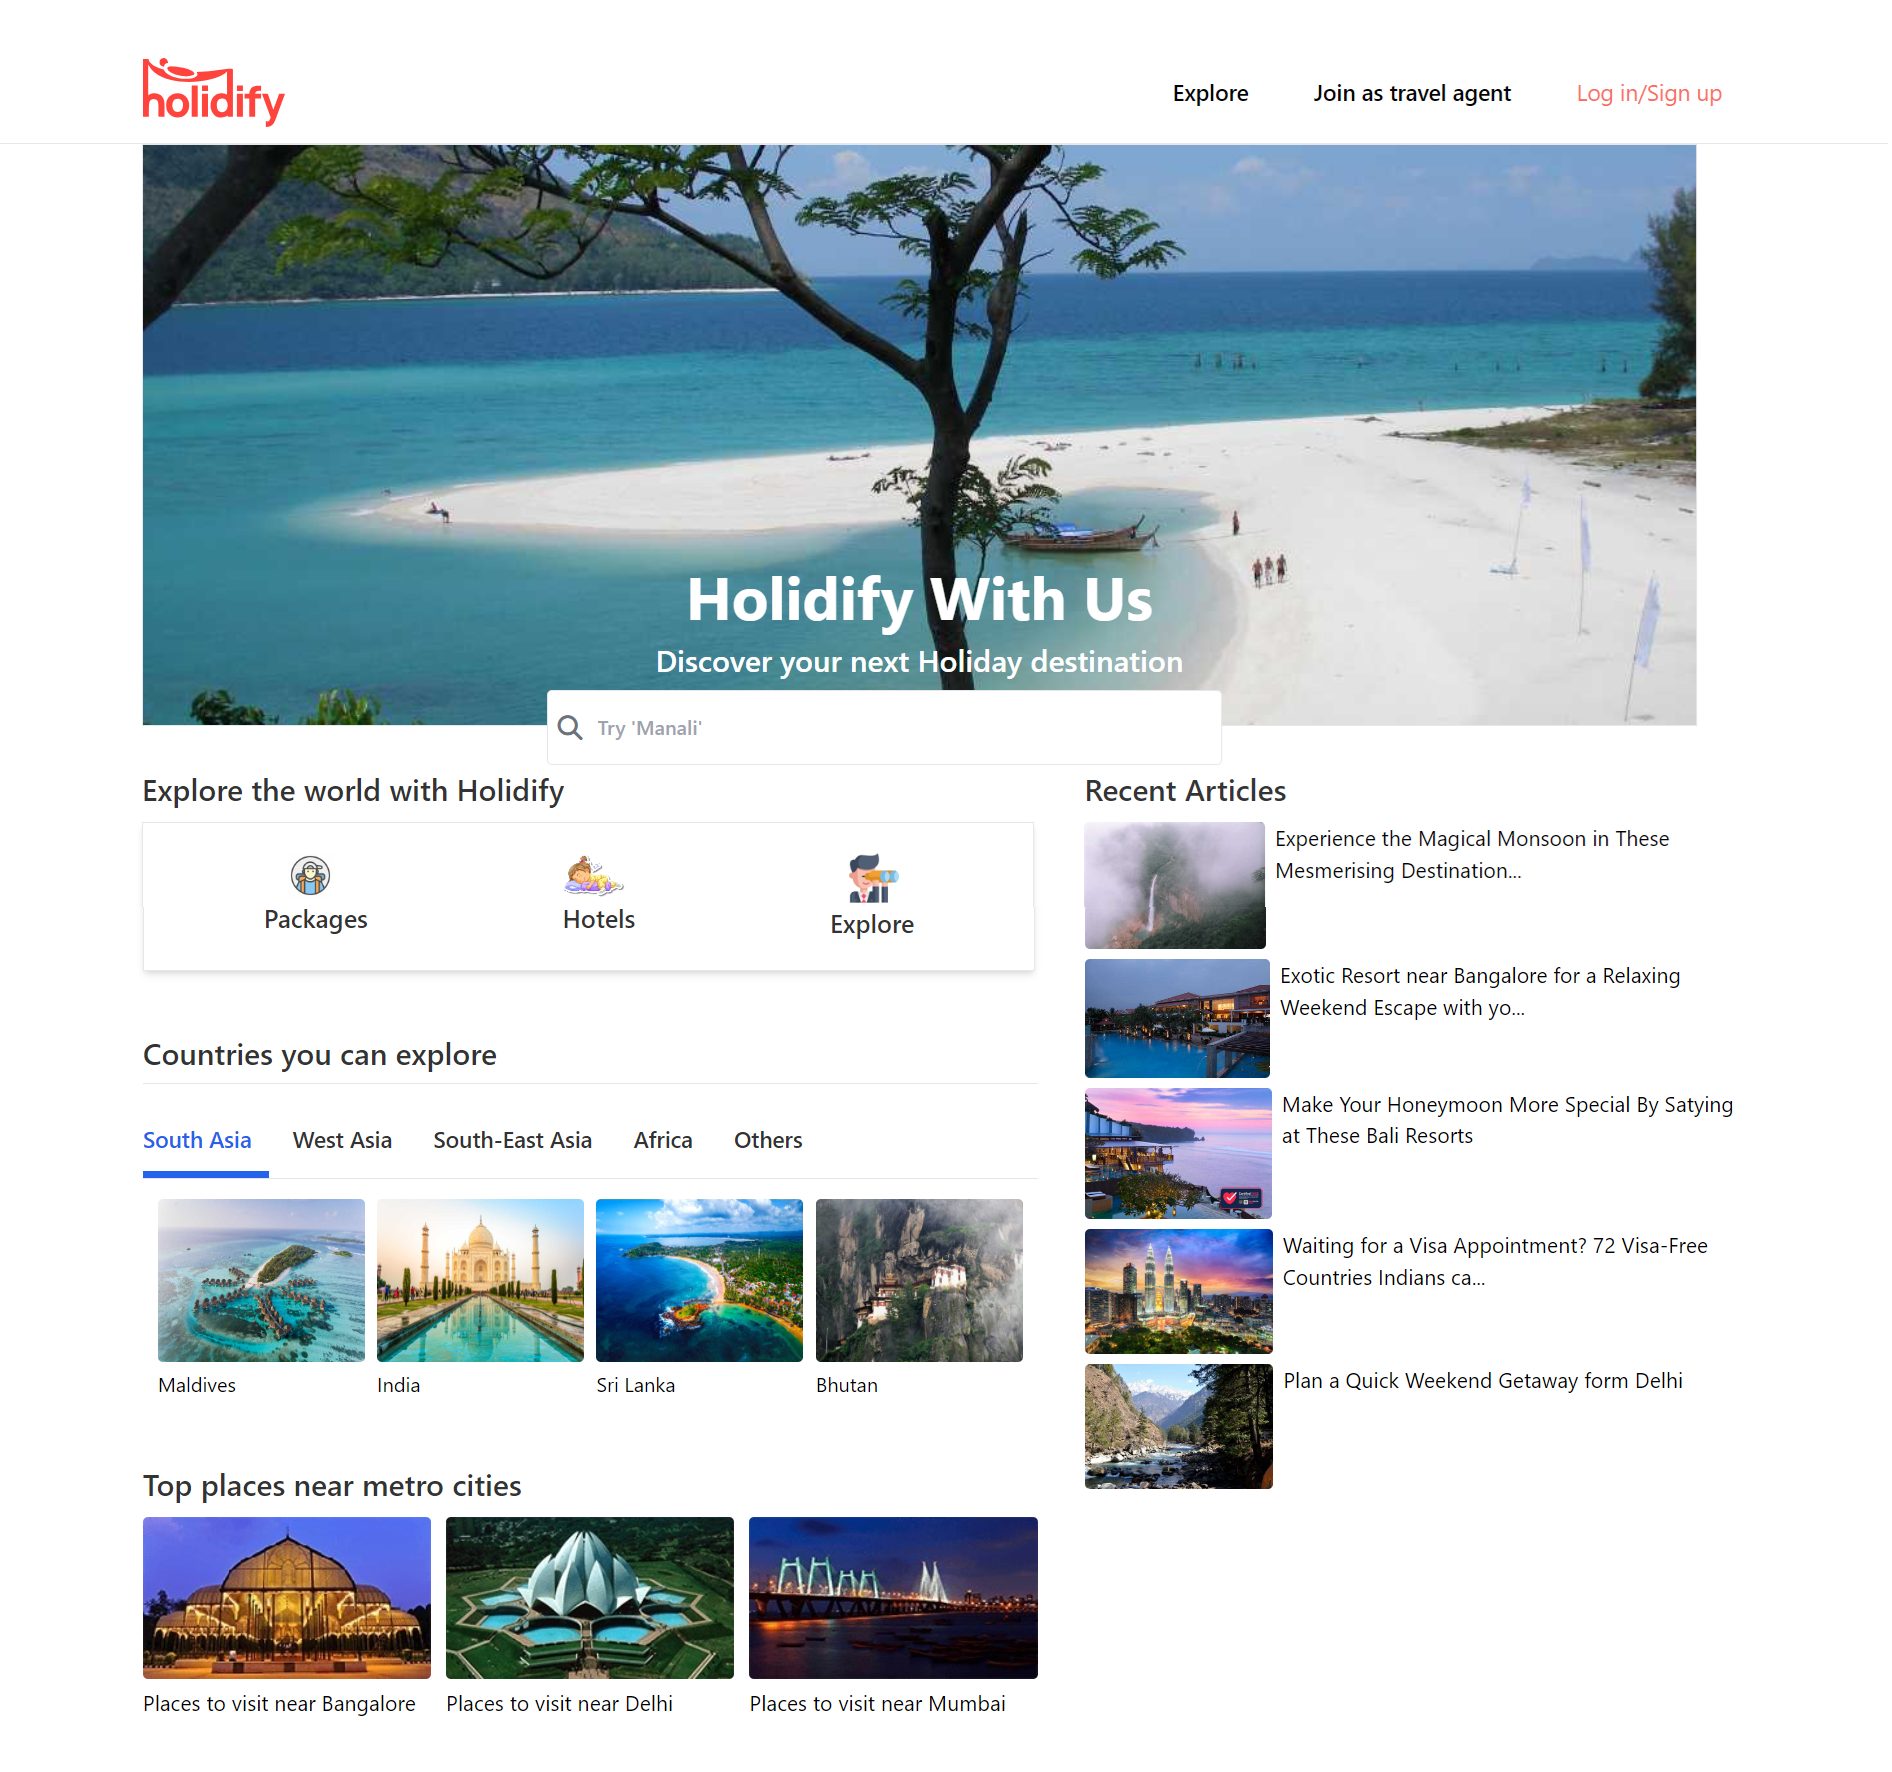 holidify
Explore
Join as travel agent
Log in/Sign up
Holidify With Us
Discover your next Holiday destination
Try 'Manali'
Explore the world with Holidify
Packages
Hotels
Explore
Countries you can explore
South Asia
West Asia
South-East Asia
Africa
Others
Maldives
India
Sri Lanka
Bhutan
Top places near metro cities
Places to visit near Bangalore
Places to visit near Delhi
Places to visit near Mumbai
Recent Articles
Experience the Magical Monsoon in These
Mesmerising Destination...
Exotic Resort near Bangalore for a Relaxing
Weekend Escape with yo...
Make Your Honeymoon More Special By Satying
at These Bali Resorts
Waiting for a Visa Appointment? 72 Visa-Free
Countries Indians ca...
Plan a Quick Weekend Getaway form Delhi